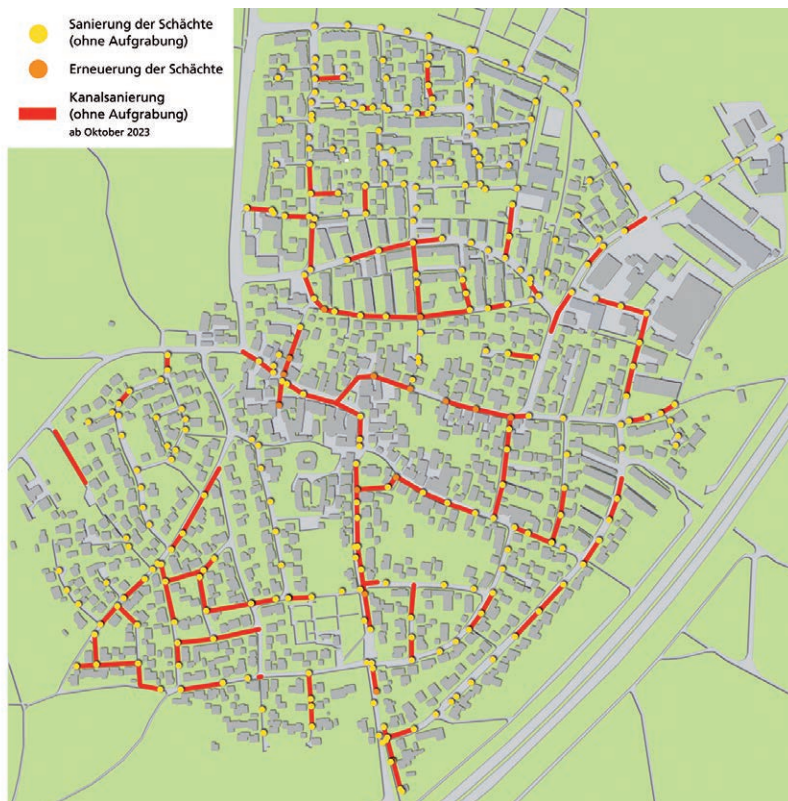 Sanierung der Schächte
(ohne Aufgrabung)
Erneuerung der Schächte
Kanalsanierung
(ohne Aufgrabung)
ab Oktober 2023